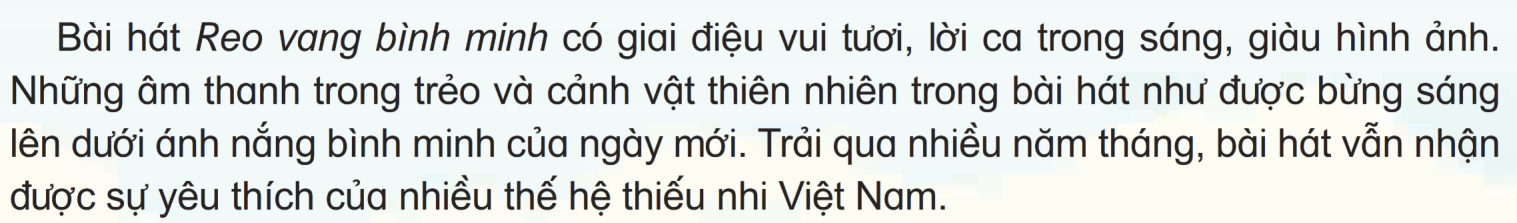 Bài hát Reo vang bình minh có giai điệu vui tươi, lời ca trong sáng, giàu hình ảnh.
Những âm thanh trong trẻo và cảnh vật thiên nhiên trong bài hát như được bừng sáng
lên dưới ánh nắng bình minh của ngày mới. Trải qua nhiều năm tháng, bài hát vẫn nhận
được sự yêu thích của nhiều thế hệ thiếu nhi Việt Nam.